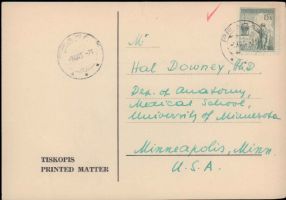 Mr
Hal Downey, Ph.D
Dep. of Anatomy,
Medical School,
University of Minnesota
Minneapolis, Minn.
U.S.A.
TISKOPIS
PRINTED MATTER